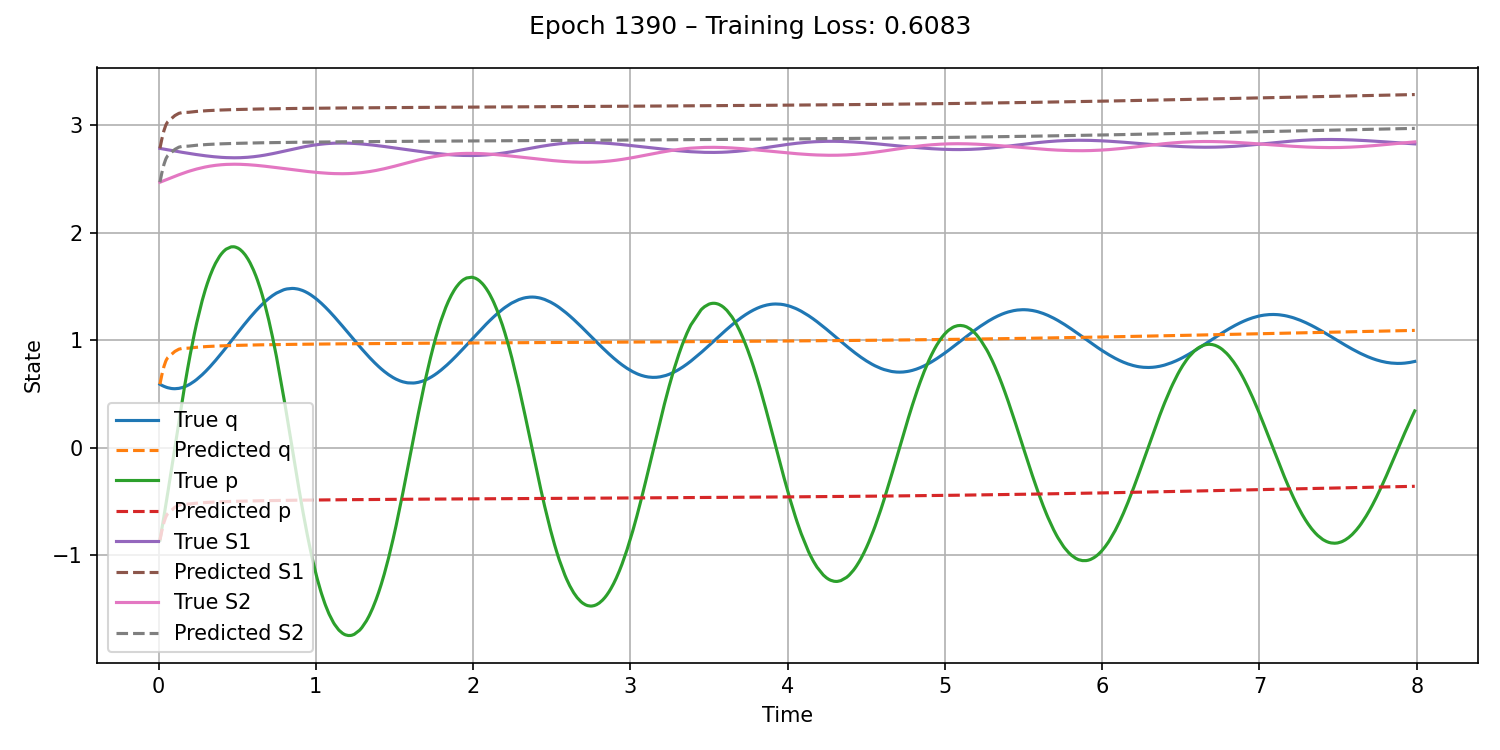 Epoch 1390 – Training Loss: 0.6083
State
3
2
1
0
−1
True q
Predicted q
True p
Predicted p
True S1
Predicted S1
True S2
Predicted S2
0 1 2 3 4 5 6 7 8
Time